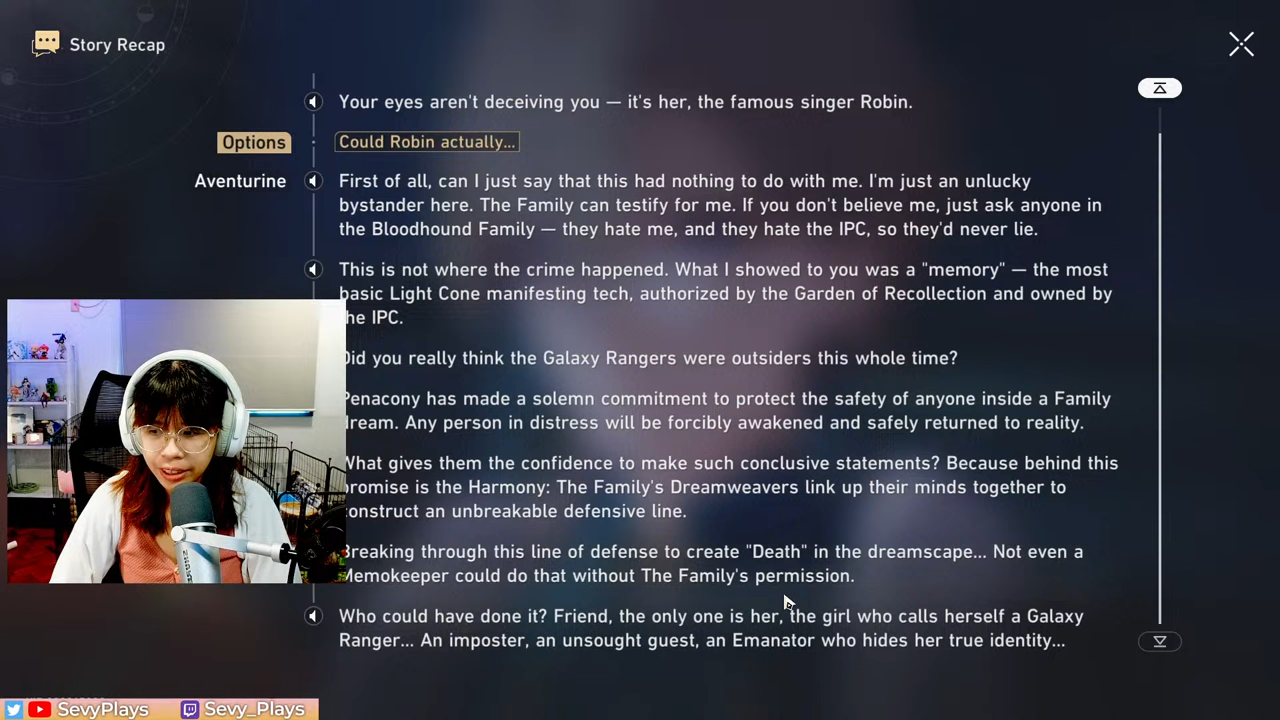 Story Recap
Your eyes aren't deceiving you — it's her, the famous singer Robin.
Options
Could Robin actually...
Aventurine
First of all, can I just say that this had nothing to do with me. I'm just an unlucky
bystander here. The Family can testify for me. If you don't believe me, just ask anyone in
the Bloodhound Family — they hate me, and they hate the IPC, so they'd never lie.
This is not where the crime happened. What I showed to you was a "memory" — the most
basic Light Cone manifesting tech, authorized by the Garden of Recollection and owned by
the IPC.
Did you really think the Galaxy Rangers were outsiders this whole time?
Penacony has made a solemn commitment to protect the safety of anyone inside a Family
dream. Any person in distress will be forcibly awakened and safely returned to reality.
What gives them the confidence to make such conclusive statements? Because behind this
promise is the Harmony: The Family's Dreamweavers link up their minds together to
construct an unbreakable defensive line.
Breaking through this line of defense to create "Death" in the dreamscape... Not even a
Memokeeper could do that without The Family's permission.
Who could have done it? Friend, the only one is her, the girl who calls herself a Galaxy
Ranger... An imposter, an unsought guest, an Emanator who hides her true identity...
SevyPlays
Sevy_Plays